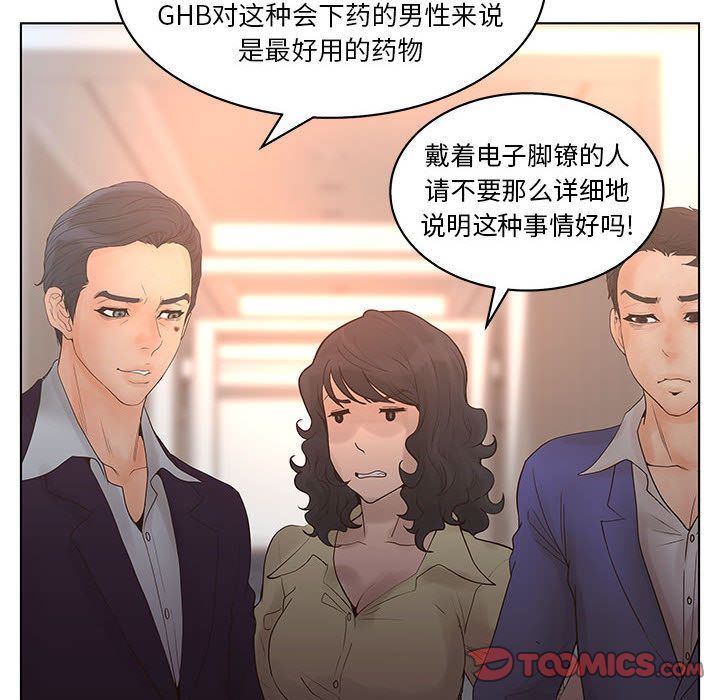 GHB对这种会下药的男性来说
是最好用的药物
戴着电子脚镣的人
请不要那么详细地
说明这种事情好吗!
TOOMICS.COM